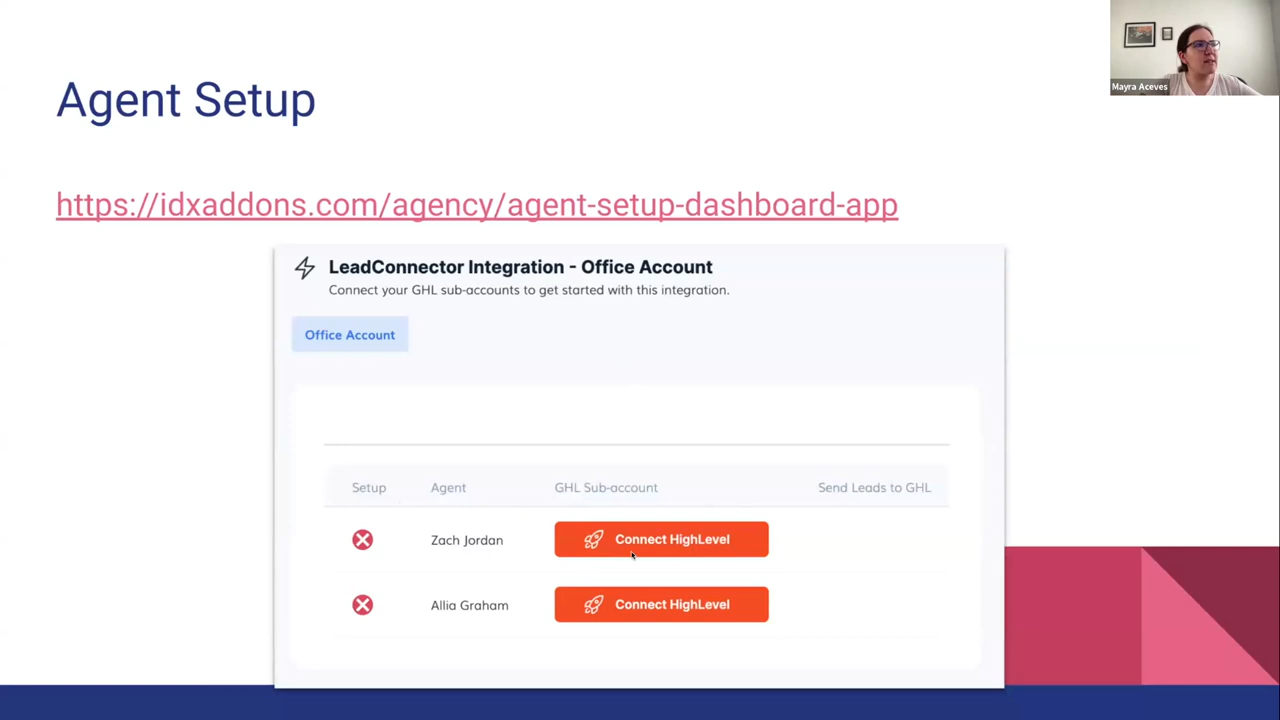 Mayra Aceves
Agent Setup
https://idxaddons.com/agency/agent-setup-dashboard-app
LeadConnector Integration - Office Account
Connect your GHL sub-accounts to get started with this integration.
Office Account
Setup Agent GHL Sub-account Send Leads to GHL
Zach Jordan Connect HighLevel
Allia Graham Connect HighLevel